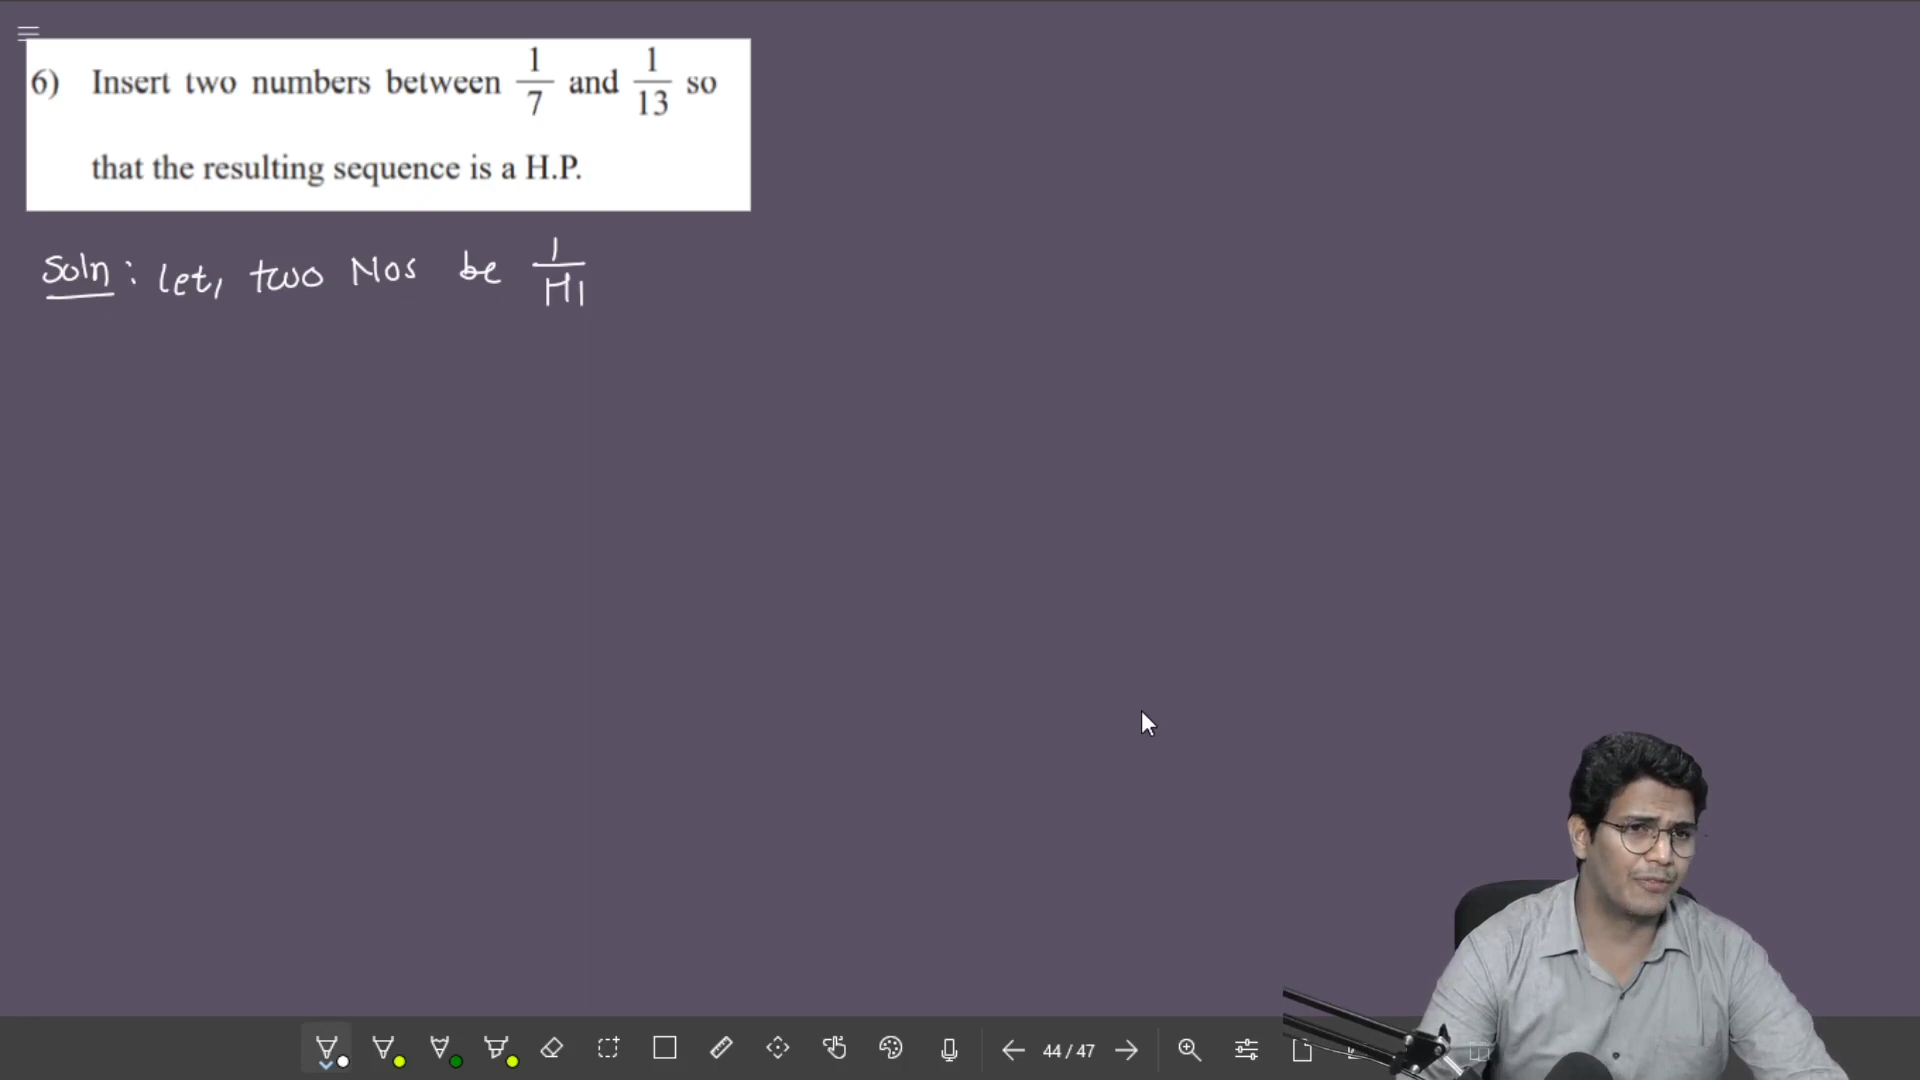 6) Insert two numbers between 1/7 and 1/13 so
that the resulting sequence is a H.P.
Soln : let, two Nos be 1/H1
44 / 47